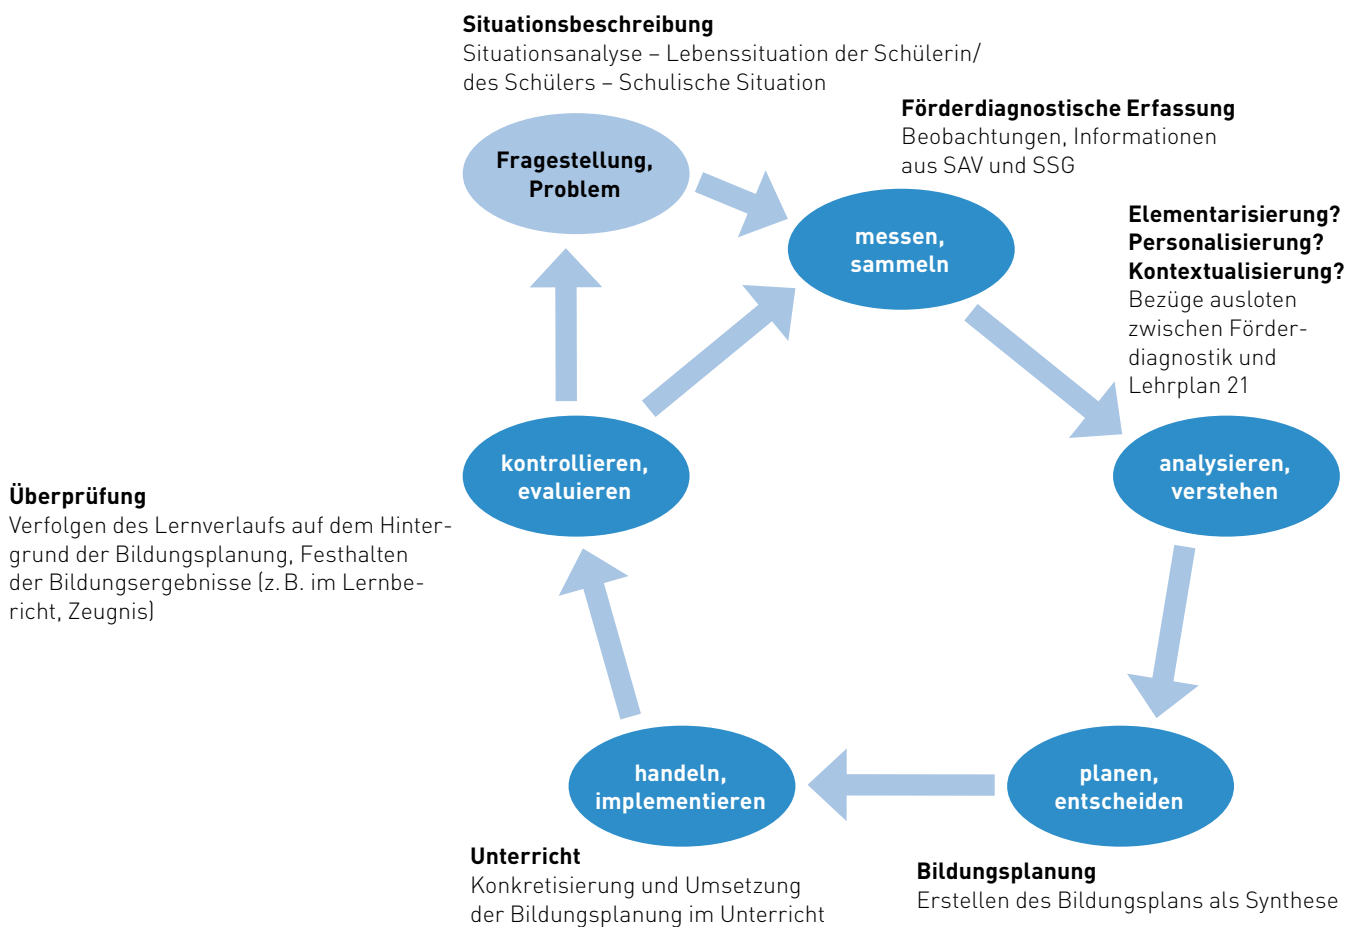 Situationsbeschreibung
Situationsanalyse – Lebenssituation der Schülerin/
des Schülers – Schulische Situation
Fragestellung,
Problem
Förderdiagnostische Erfassung
Beobachtungen, Informationen
aus SAV und SSG
messen,
sammeln
Elementarisierung?
Personalisierung?
Kontextualisierung?
Bezüge ausloten
zwischen Förder-
diagnostik und
Lehrplan 21
analysieren,
verstehen
planen,
entscheiden
Bildungsplanung
Erstellen des Bildungsplans als Synthese
handeln,
implementieren
Unterricht
Konkretisierung und Umsetzung
der Bildungsplanung im Unterricht
kontrollieren,
evaluieren
Überprüfung
Verfolgen des Lernverlaufs auf dem Hinter-
grund der Bildungsplanung, Festhalten
der Bildungsergebnisse (z. B. im Lernbe-
richt, Zeugnis)